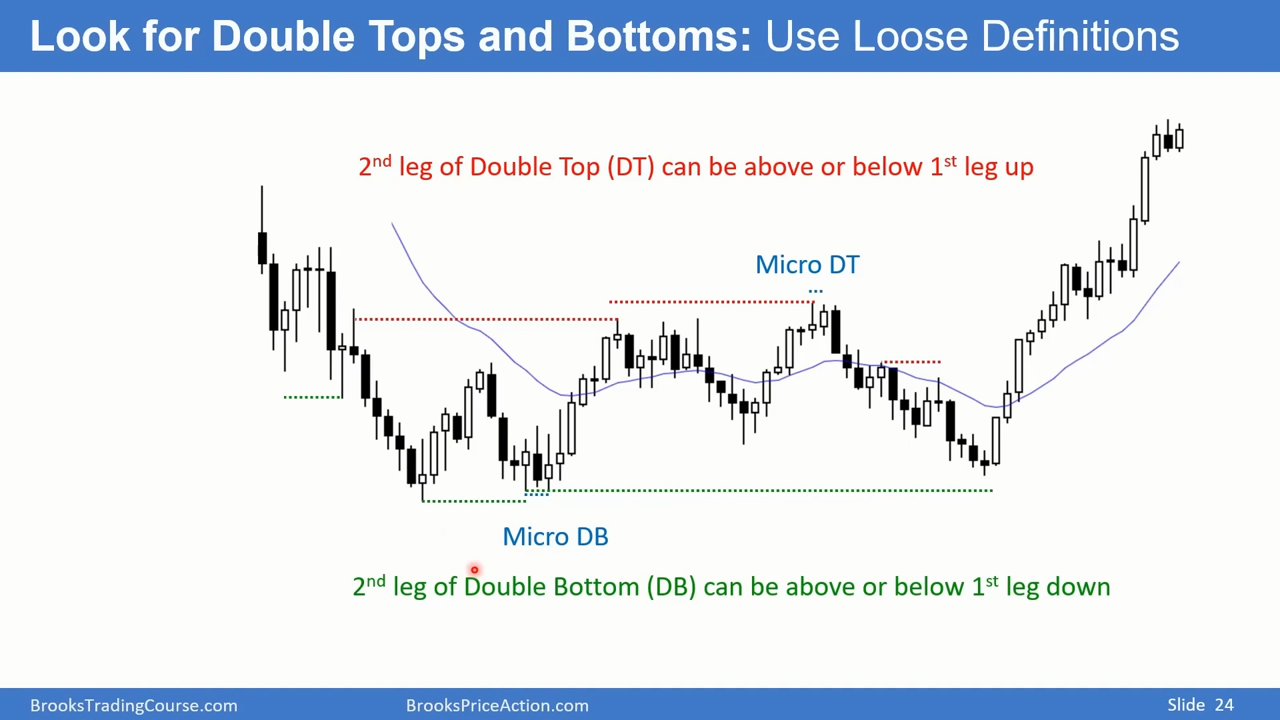 Look for Double Tops and Bottoms: Use Loose Definitions
2nd leg of Double Top (DT) can be above or below 1st leg up
Micro DT
Micro DB
2nd leg of Double Bottom (DB) can be above or below 1st leg down
BrooksTradingCourse.com
BrooksPriceAction.com
Slide 24